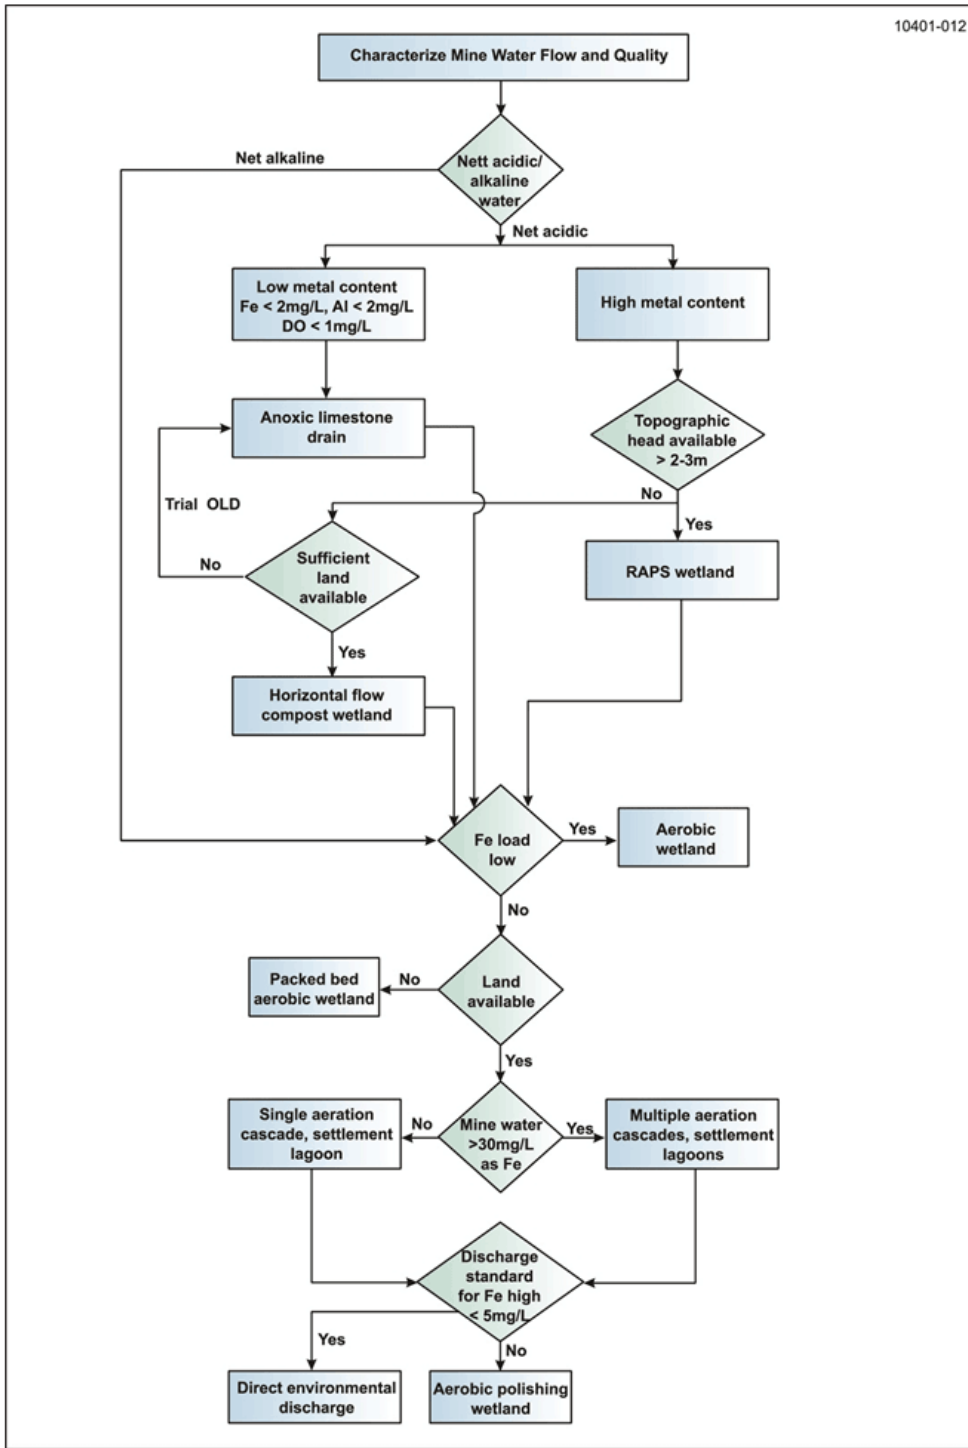 10401-012
Characterize Mine Water Flow and Quality
Net alkaline
Nett acidic/
alkaline
water
Net acidic
Low metal content
Fe < 2mg/L, Al < 2mg/L
DO < 1mg/L
High metal content
Anoxic limestone
drain
Topographic
head available
> 2-3m
Trial OLD
No
Yes
Sufficient
land
available
No
RAPS wetland
Yes
Horizontal flow
compost wetland
Fe load
low
Yes
Aerobic
wetland
No
Packed bed
aerobic wetland
No
Land
available
Yes
Single aeration
cascade, settlement
lagoon
No
Mine water
>30mg/L
as Fe
Yes
Multiple aeration
cascades, settlement
lagoons
Discharge
standard
for Fe high
< 5mg/L
Yes
No
Direct environmental
discharge
Aerobic polishing
wetland